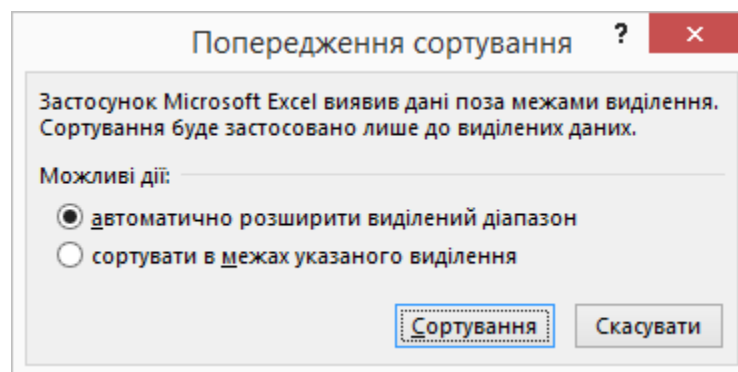 Попередження сортування
Застосунок Microsoft Excel виявив дані поза межами виділення.
Сортування буде застосовано лише до виділених даних.
Можливі дії:
автоматично розширити виділений діапазон
сортувати в межах указаного виділення
Сортування Скасувати